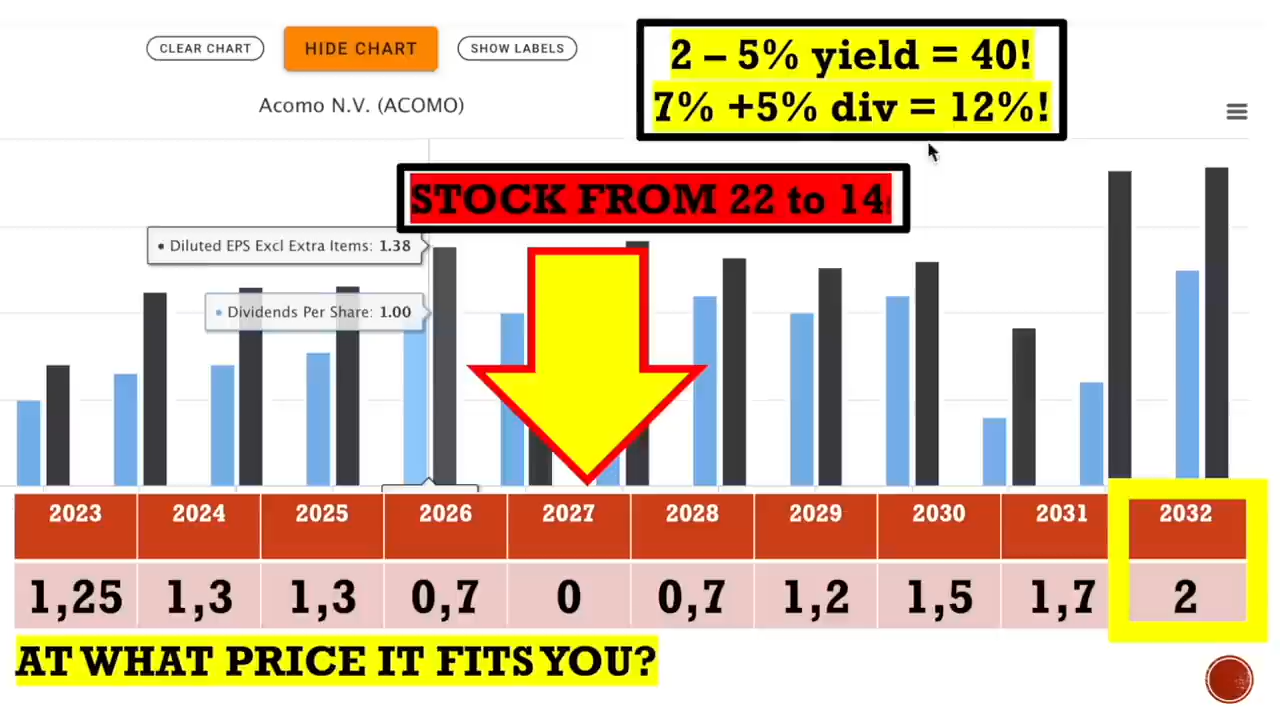 CLEAR CHART
HIDE CHART
SHOW LABELS
2 – 5% yield = 40!
7% +5% div = 12%!
Acomo N.V. (ACOMO)
STOCK FROM 22 to 14!
• Diluted EPS Excl Extra Items: 1.38
• Dividends Per Share: 1.00
2023 2024 2025 2026 2027 2028 2029 2030 2031 2032
1,25 1,3 1,3 0,7 0 0,7 1,2 1,5 1,7 2
AT WHAT PRICE IT FITS YOU?